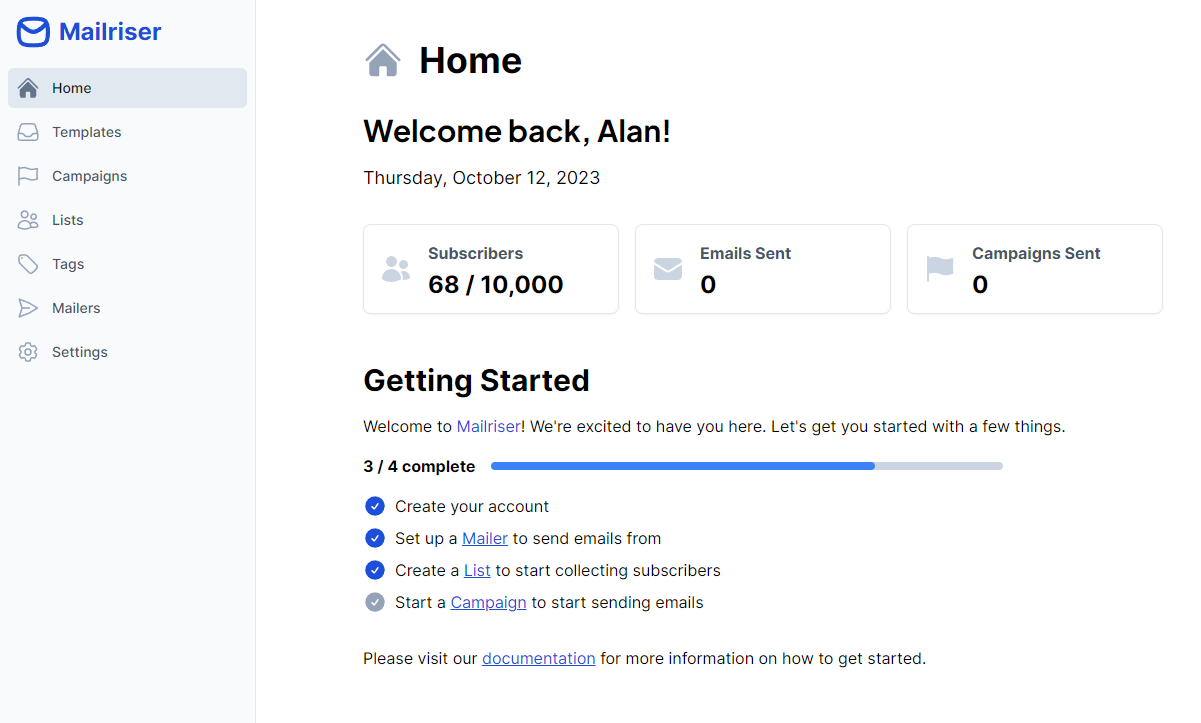 Mailriser
Home
Templates
Campaigns
Lists
Tags
Mailers
Settings
Home
Welcome back, Alan!
Thursday, October 12, 2023
Subscribers
68 / 10,000
Emails Sent
0
Campaigns Sent
0
Getting Started
Welcome to Mailriser! We're excited to have you here. Let's get you started with a few things.
3 / 4 complete
Create your account
Set up a Mailer to send emails from
Create a List to start collecting subscribers
Start a Campaign to start sending emails
Please visit our documentation for more information on how to get started.